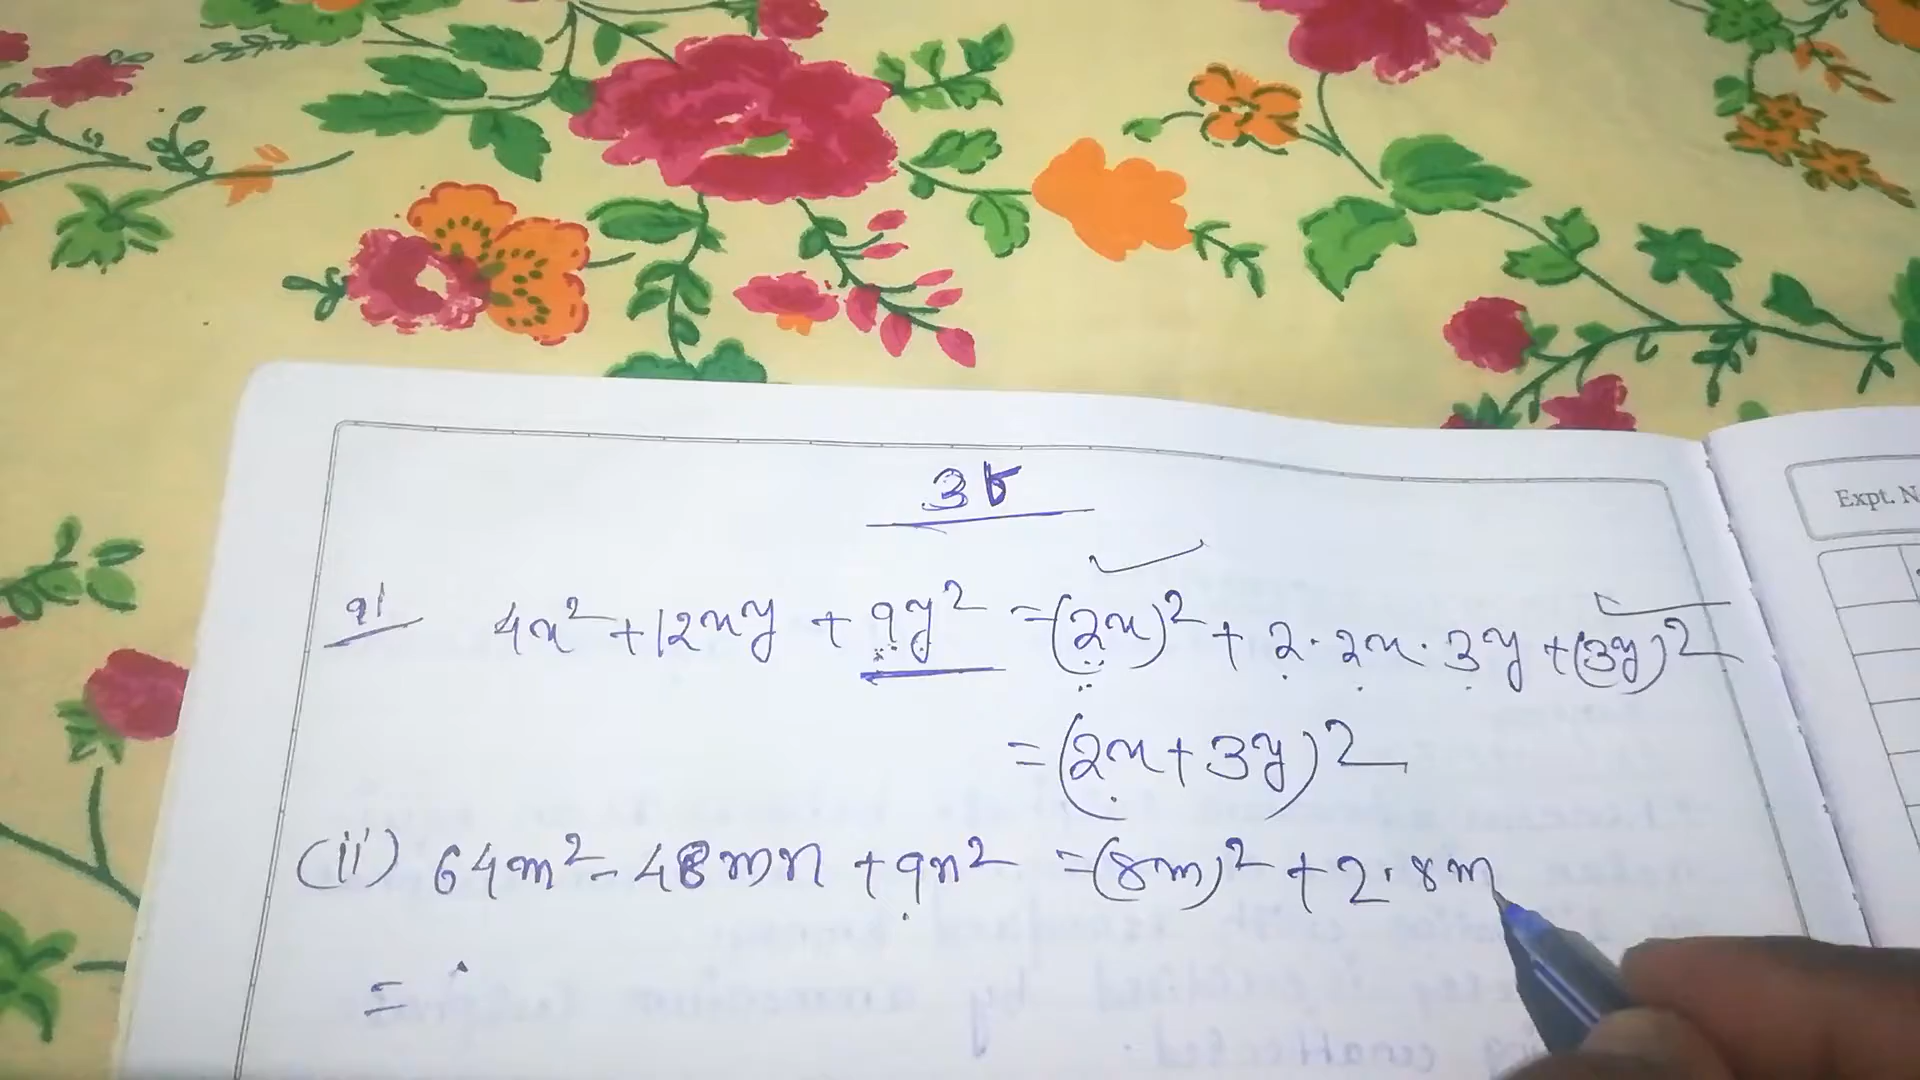 3b
q1 4x² + 12xy + 9y² = (2x)² + 2·2x·3y + (3y)²
= (2x + 3y)²
(ii) 64m² - 48mn + 9n² = (8m)² + 2·8m
=
Expt. N